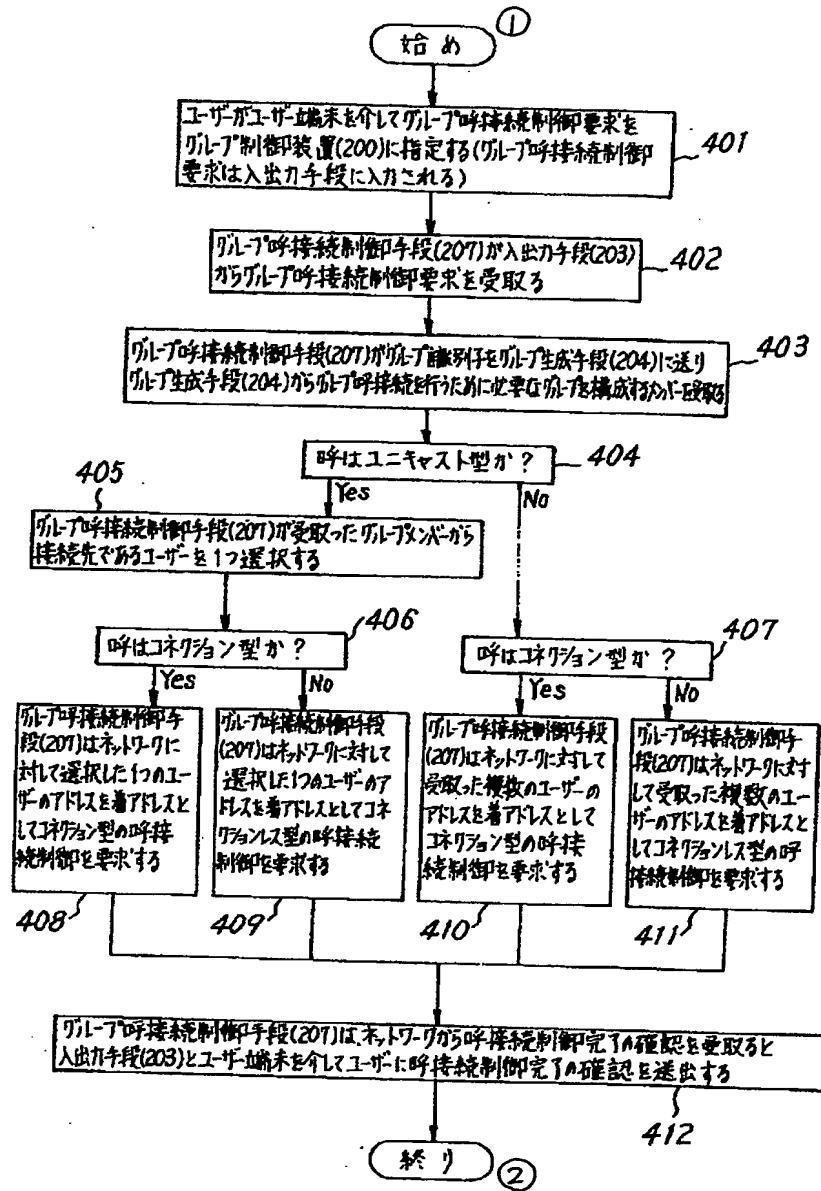 ①
始め
ユーザーがユーザー端末を介してグループ呼接続制御要求を
グループ制御装置(200)に指定する(グループ呼接続制御
要求は入出力手段に入力される)
401
グループ呼接続制御手段(207)が入出力手段(203)
からグループ呼接続制御要求を受取る
402
グループ呼接続制御手段(207)がグループ識別子をグループ生成手段(204)に送り
グループ生成手段(204)からグループ呼接続を行うために必要なグループを構成するメンバーを受取る
403
呼はユニキャスト型か?
404
405
Yes
No
グループ呼接続制御手段(207)が受取ったグループメンバーから
接続先であるユーザーを1つ選択する
呼はコネクション型か?
406
呼はコネクション型か?
407
Yes
No
Yes
No
グループ呼接続制御手
段(207)はネットワークに
対して選択した1つのユー
ザーのアドレスを着アドレスと
してコネクション型の呼接
続制御を要求する
408
グループ呼接続制御手段
(207)はネットワークに対して
選択した1つのユーザーのア
ドレスを着アドレスとしてコネ
クションレス型の呼接続
制御を要求する
409
グループ呼接続制御手段
(207)はネットワークに対して
受取った複数のユーザーの
アドレスを着アドレスとして
コネクション型の呼接
続制御を要求する
410
グループ呼接続制御手
段(207)はネットワークに対
して受取った複数のユー
ザーのアドレスを着アドレスと
してコネクションレス型の呼
接続制御を要求する
411
グループ呼接続制御手段(207)は、ネットワークから呼接続制御完了の確認を受取ると
入出力手段(203)とユーザー端末を介してユーザーに呼接続制御完了の確認を送出する
412
終り
②